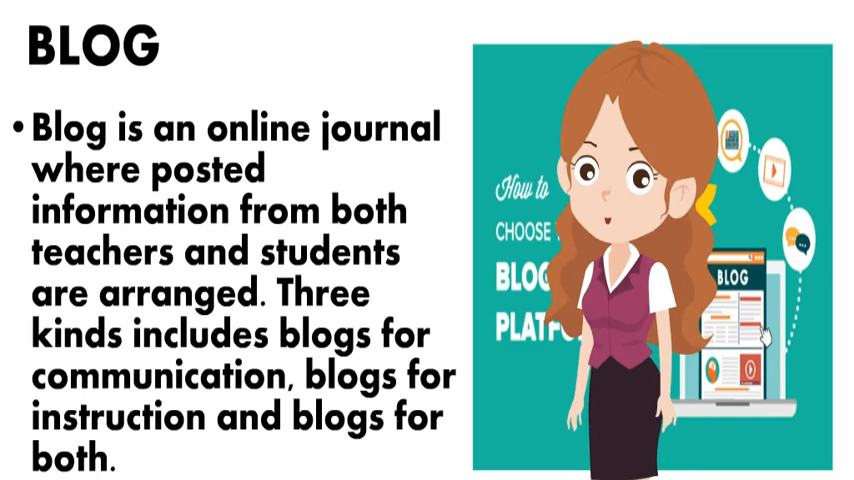 BLOG
• Blog is an online journal
where posted
information from both
teachers and students
are arranged. Three
kinds includes blogs for
communication, blogs for
instruction and blogs for
both.
How to
CHOOSE
BLOG
PLATFO
BLOG